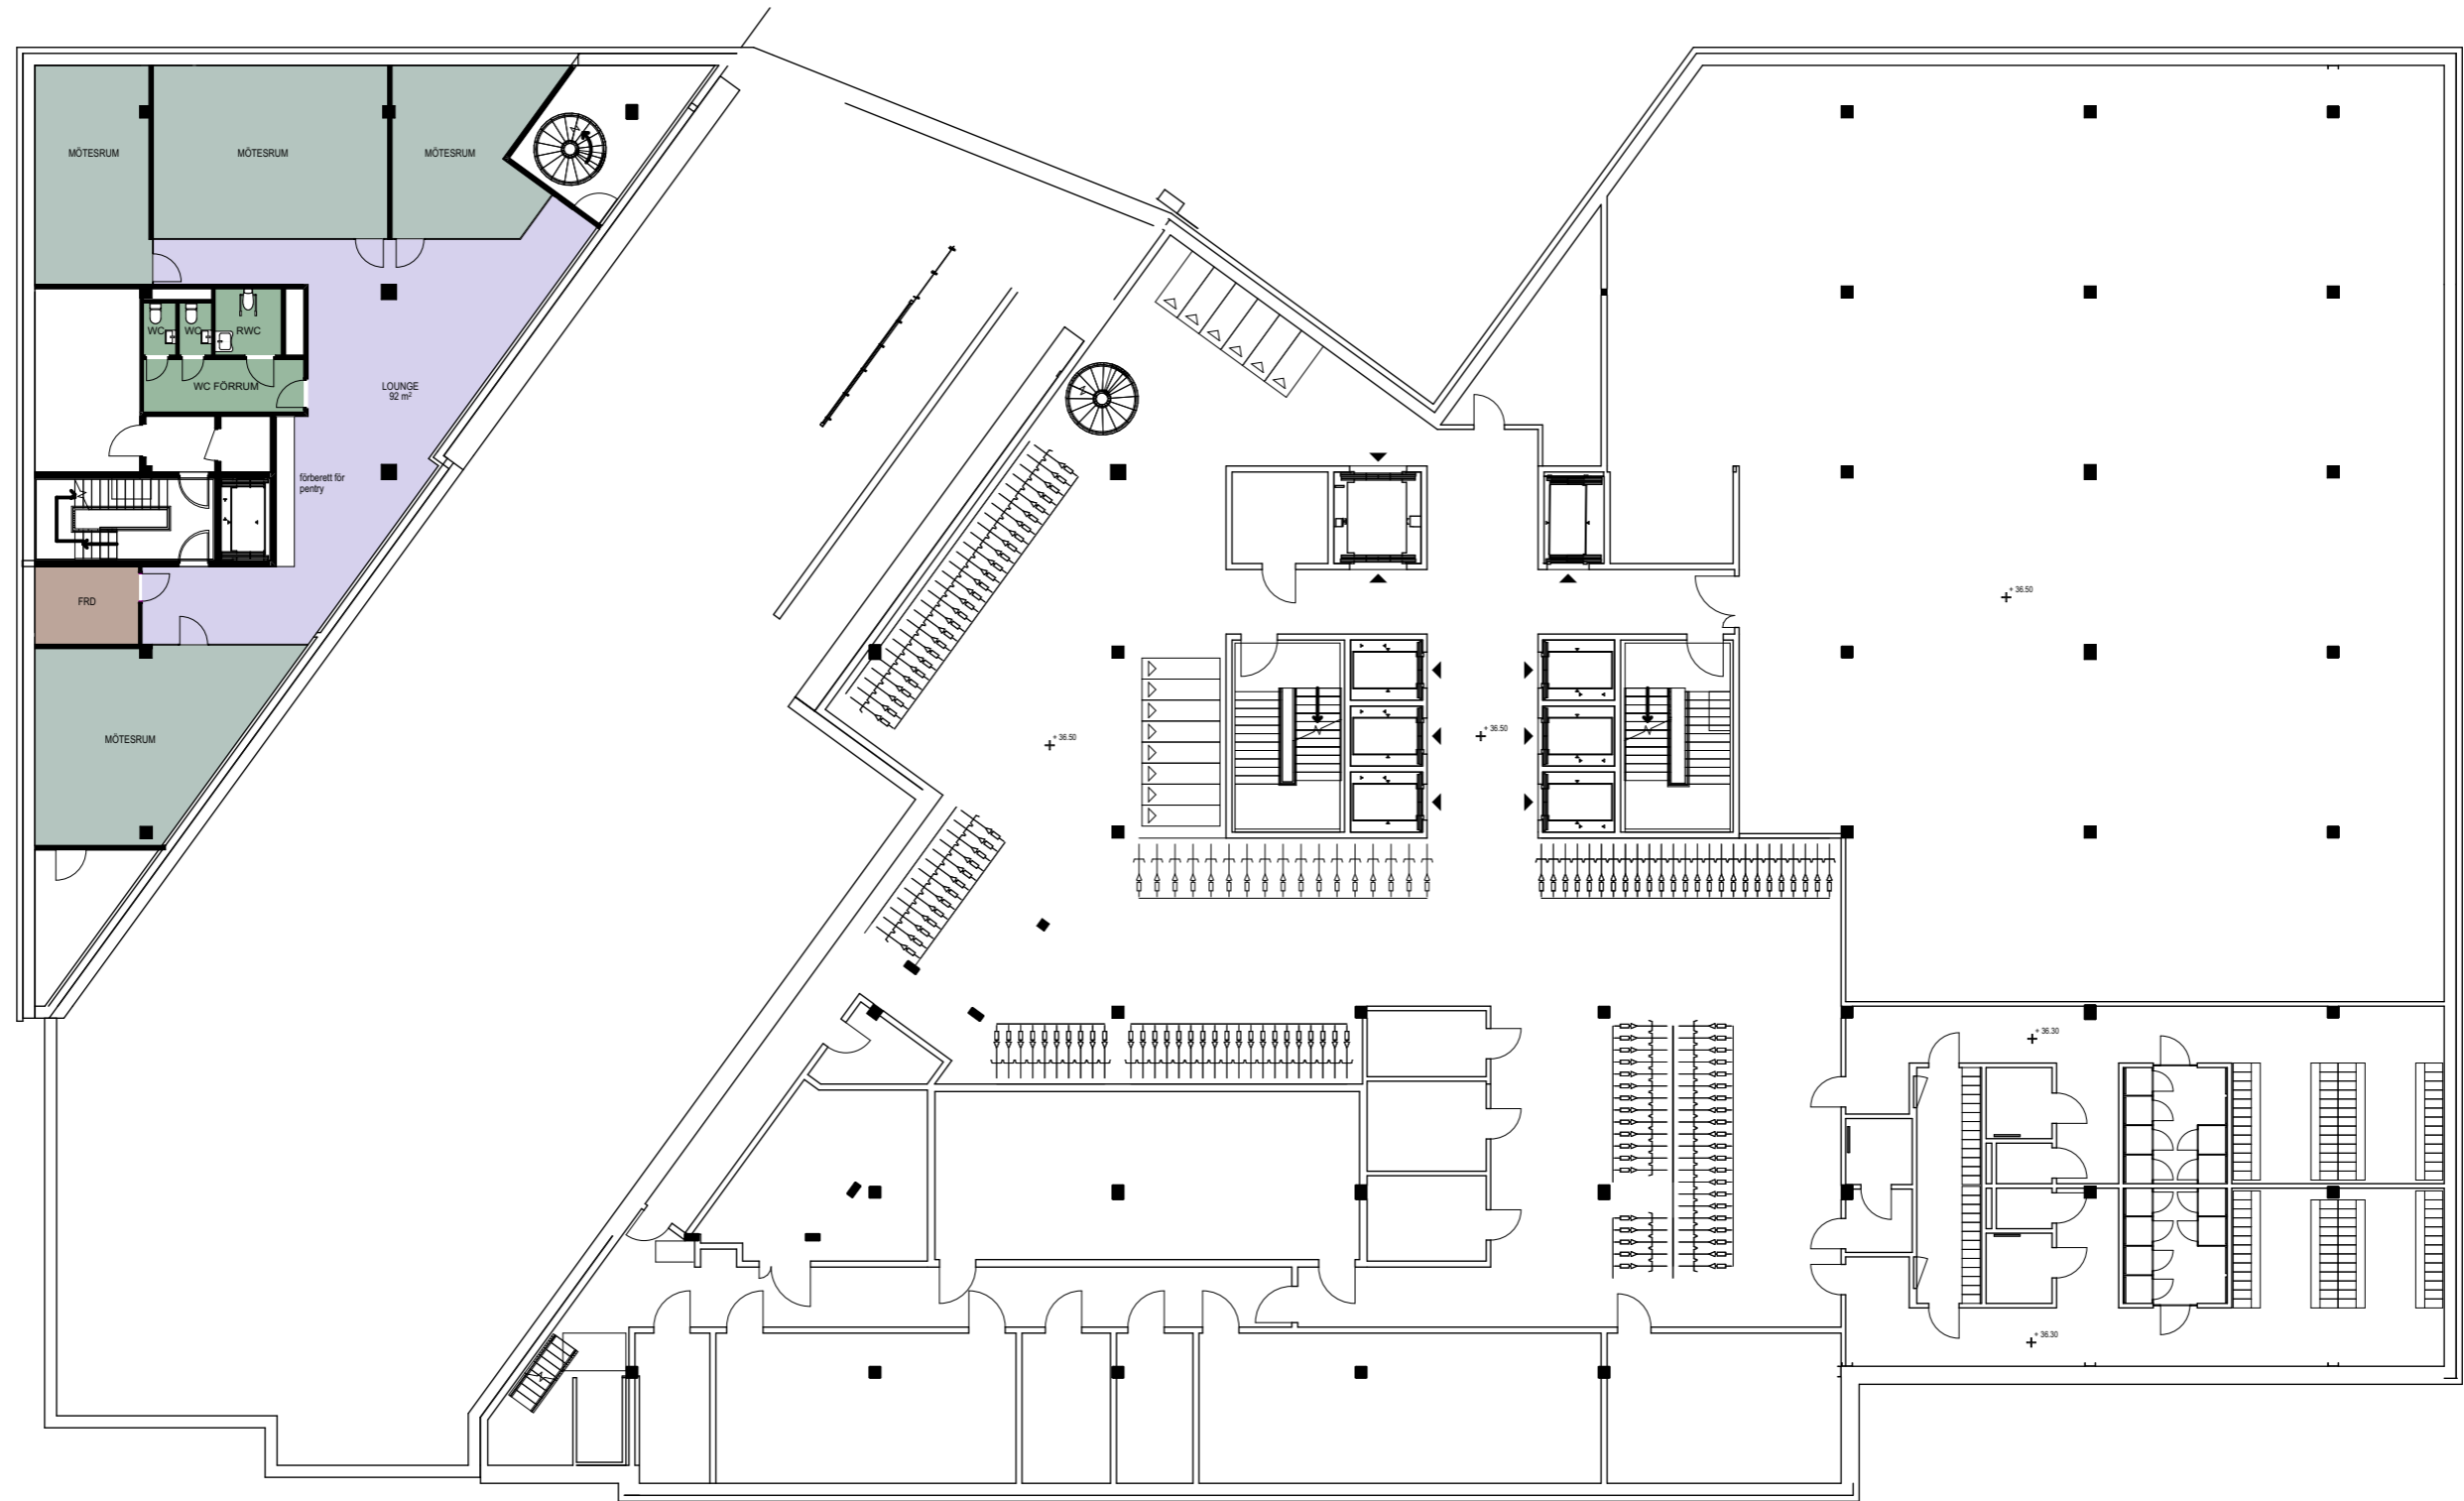 MÖTESRUM
MÖTESRUM
MÖTESRUM
WC
WC
RWC
WC FÖRRUM
LOUNGE
92 m²
förberett för
pentry
FRD
MÖTESRUM
+ 36.50
+ 36.50
+ 36.50
+ 36.30
+ 36.30